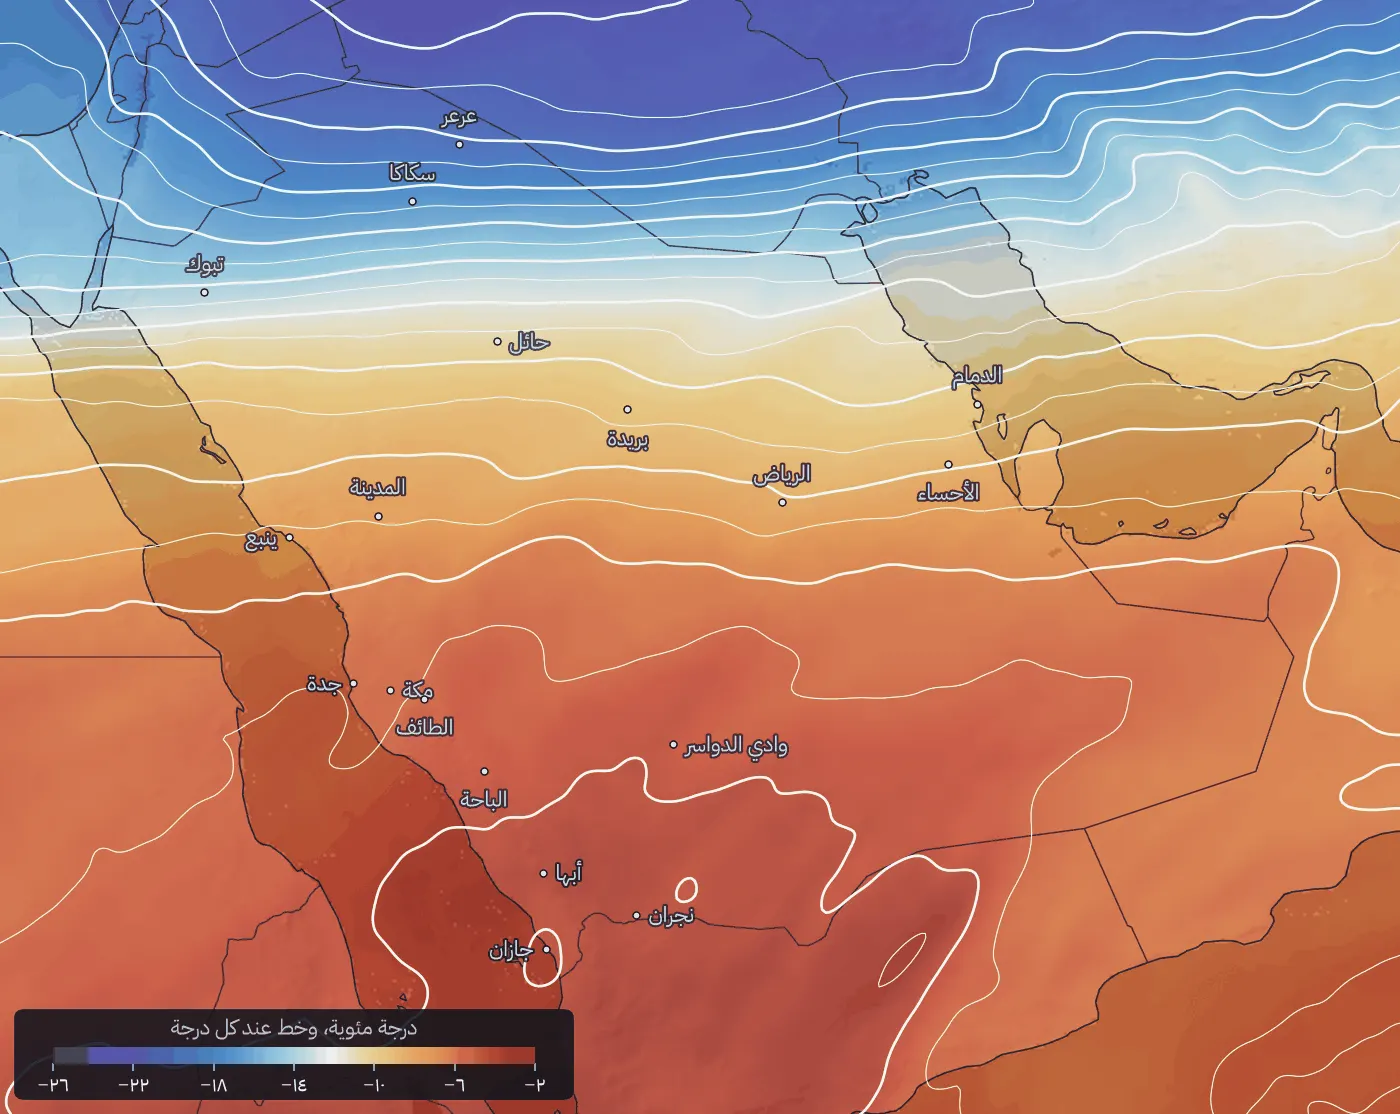 عرعر
سكاكا
تبوك
حائل
الدمام
بريدة
الرياض
الأحساء
المدينة
ينبع
جدة
مكة
الطائف
وادي الدواسر
الباحة
أبها
نجران
جازان
درجة مئوية، وخط عند كل درجة
−٢٦ −٢٢ −١٨ −١٤ −١٠ −٦ −٢